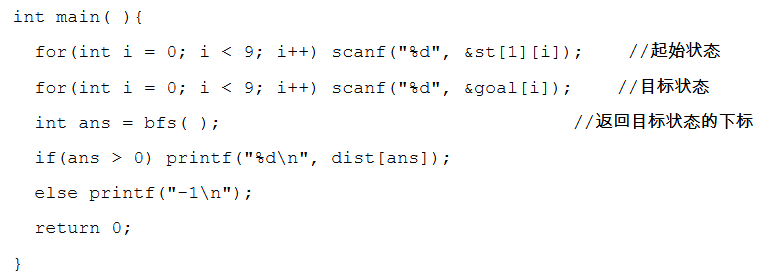 int main( ){
for(int i = 0; i < 9; i++) scanf("%d", &st[1][i]); //起始状态
for(int i = 0; i < 9; i++) scanf("%d", &goal[i]); //目标状态
int ans = bfs( ); //返回目标状态的下标
if(ans > 0) printf("%d\n", dist[ans]);
else printf("-1\n");
return 0;
}